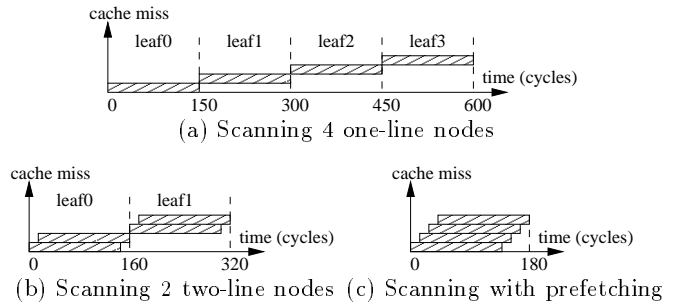 cache miss
leaf0 leaf1 leaf2 leaf3
time (cycles)
0 150 300 450 600
(a) Scanning 4 one-line nodes
cache miss
leaf0 leaf1
time (cycles)
0 160 320
(b) Scanning 2 two-line nodes
cache miss
time (cycles)
0 180
(c) Scanning with prefetching